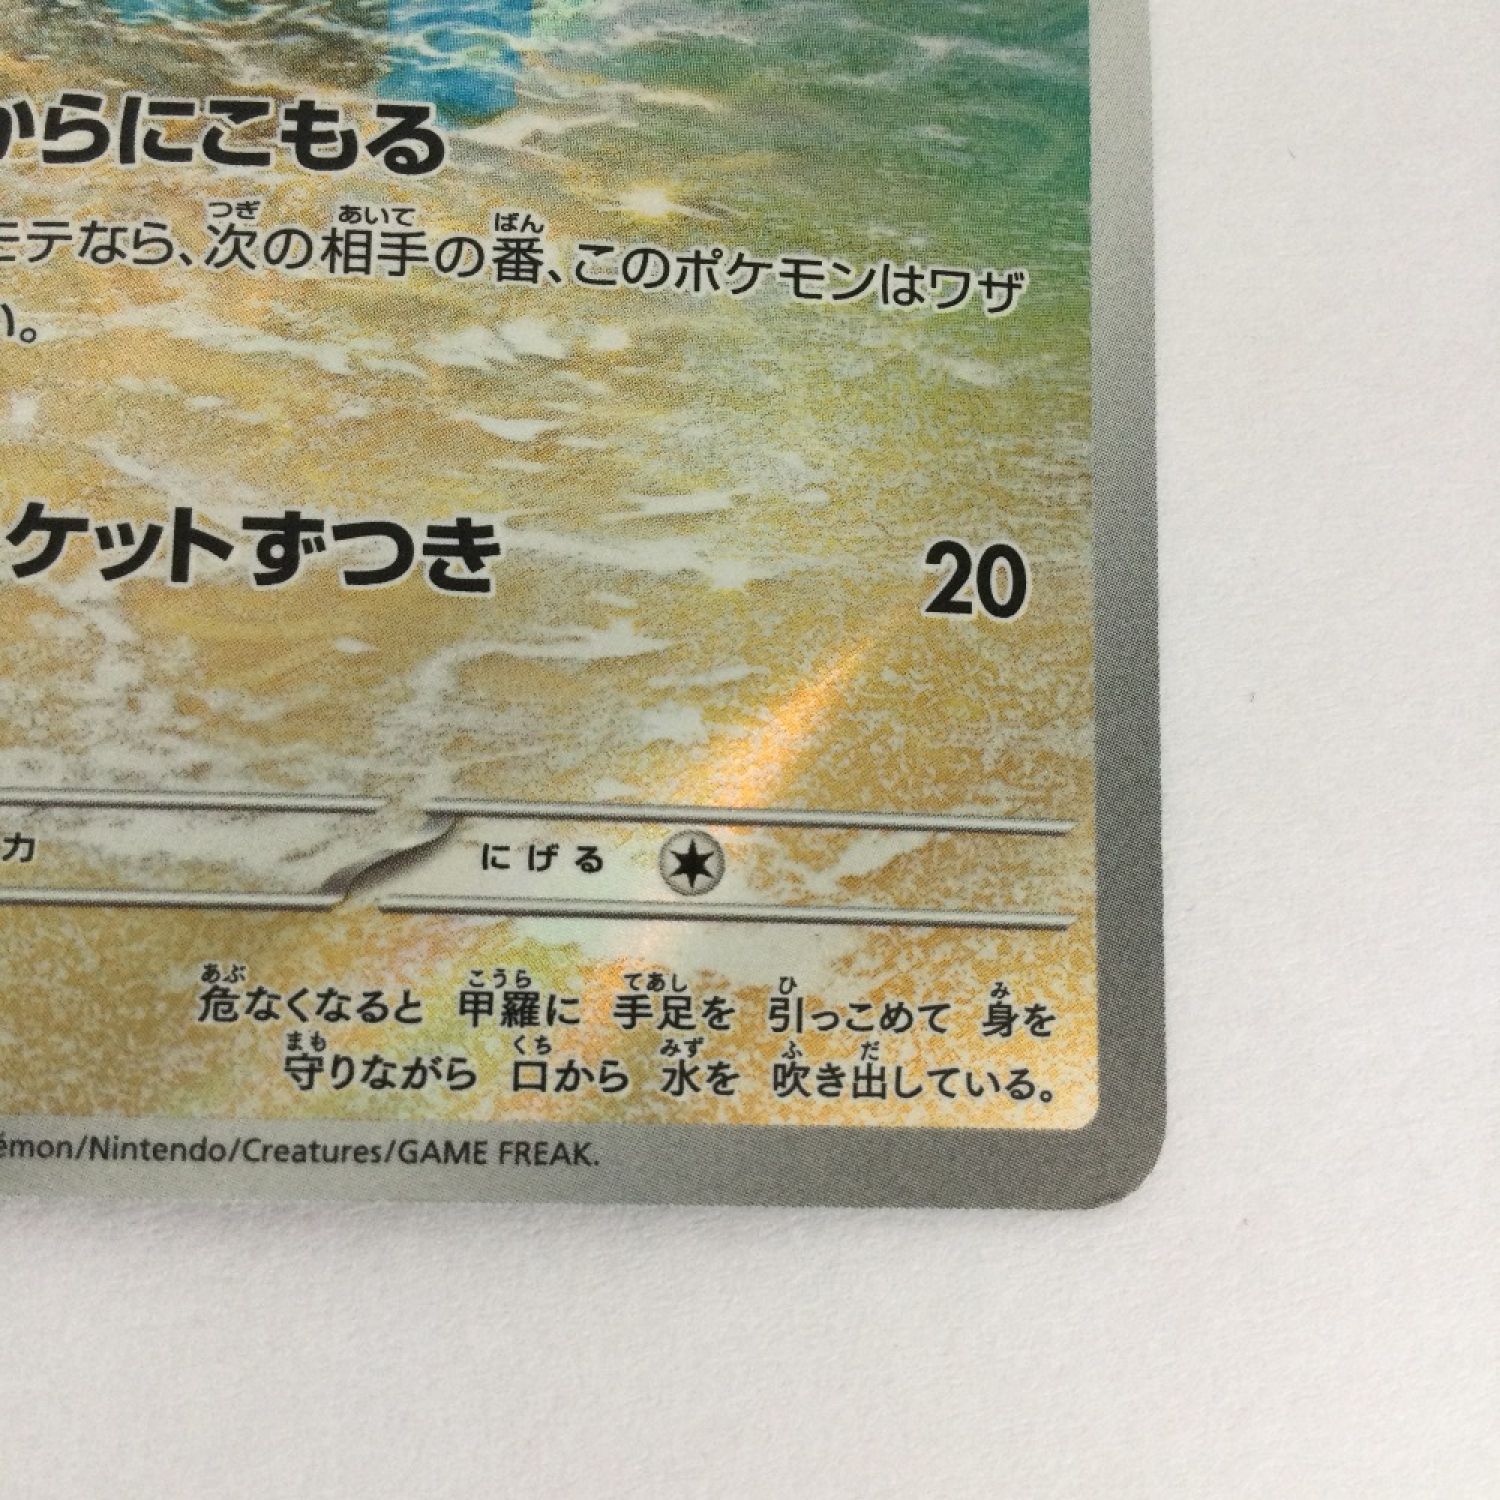 からにこもる
モテなら、次の相手の番、このポケモンはワザ
い。
ケットずつき 20
力 にげる
危なくなると 甲羅に 手足を 引っこめて 身を
守りながら 口から 水を 吹き出している。
émon/Nintendo/Creatures/GAME FREAK.